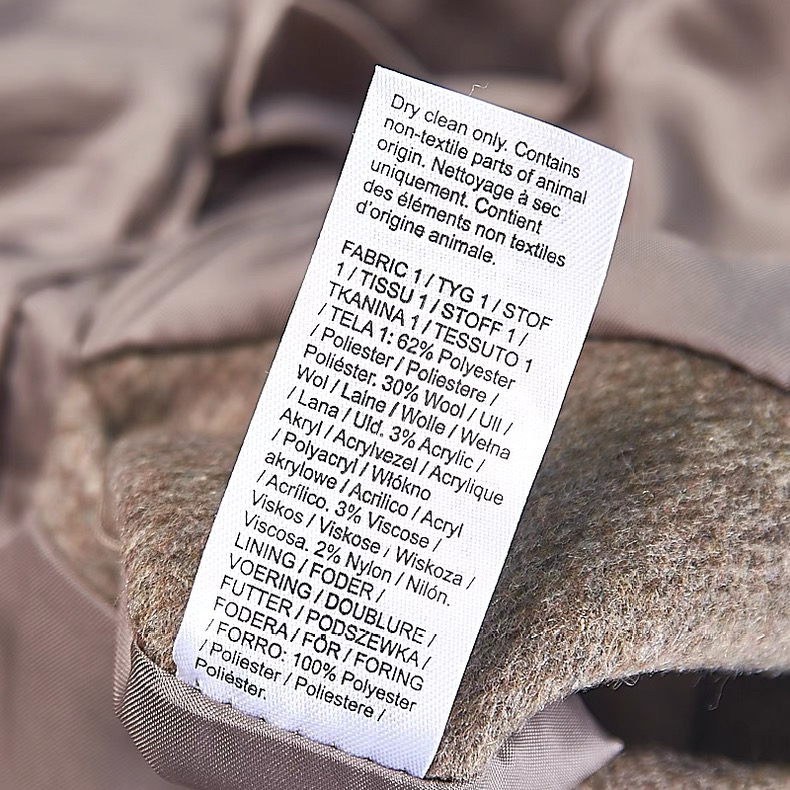 Dry clean only. Contains
non-textile parts of animal
origin. Nettoyage à sec
uniquement. Contient
des éléments non textiles
d'origine animale.
FABRIC 1 / TYG 1 / STOF
1 / TISSU 1 / STOFF 1 /
TKANINA 1 / TESSUTO 1
/ TELA 1: 62% Polyester
/ Poliester / Poliestere /
Poliéster. 30% Wool / Ull /
Wol / Laine / Wolle / Wełna
/ Lana / Uld. 3% Acrylic /
Akryl / Acrylvezel / Acrylique
/ Polyacryl / Włókno
akrylowe / Acrilico / Acryl
/ Acrílico. 3% Viscose /
Viskos / Viskose / Wiskoza /
Viscosa. 2% Nylon / Nilón.
LINING / FODER /
VOERING / DOUBLURE /
FUTTER / PODSZEWKA /
FODERA / FÔR / FORING
/ FORRO: 100% Polyester
/ Poliester / Poliestere /
Poliéster.